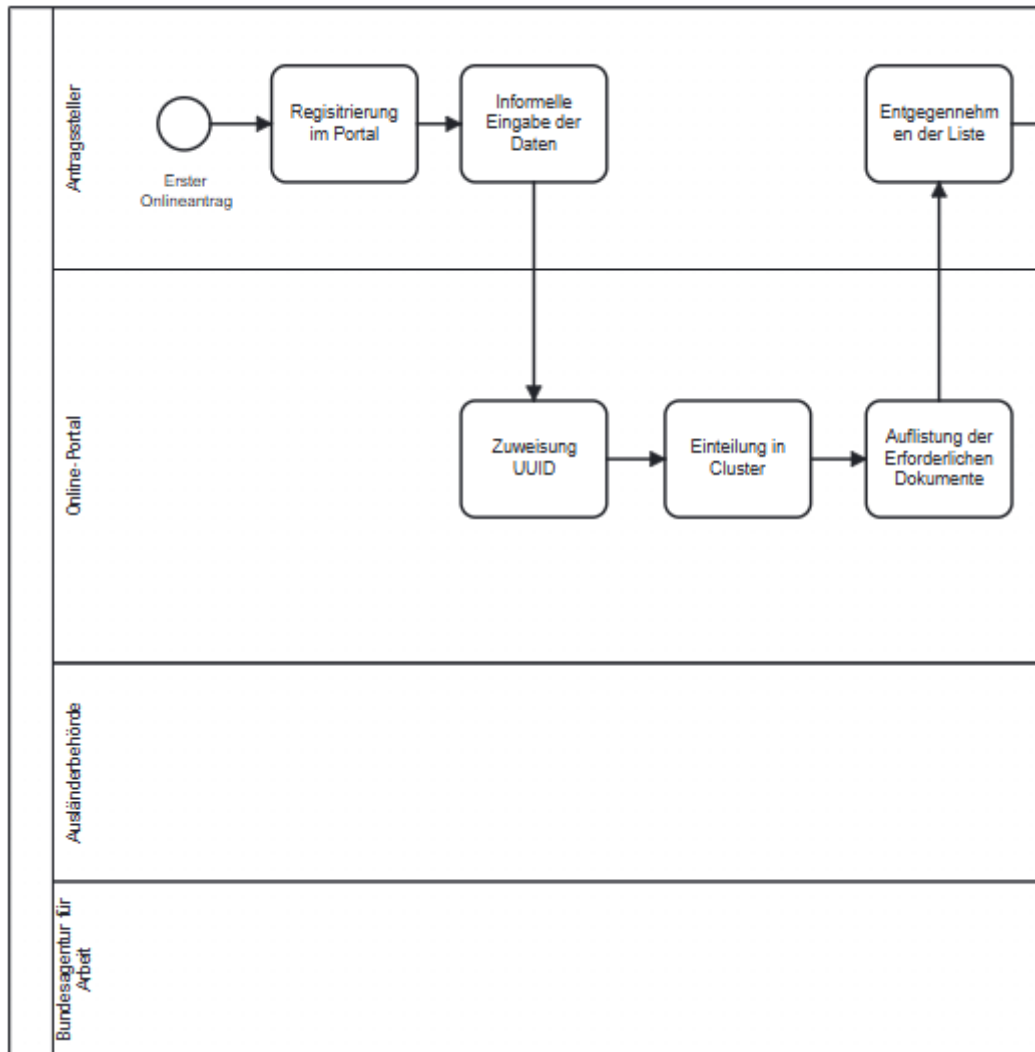 Antragssteller
Erster
Onlineantrag
Regisitrierung
im Portal
Informelle
Eingabe der
Daten
Entgegennehm
en der Liste
Online-Portal
Zuweisung
UUID
Einteilung in
Cluster
Auflistung der
Erforderlichen
Dokumente
Ausländerbehörde
Bundesagentur für
Arbeit